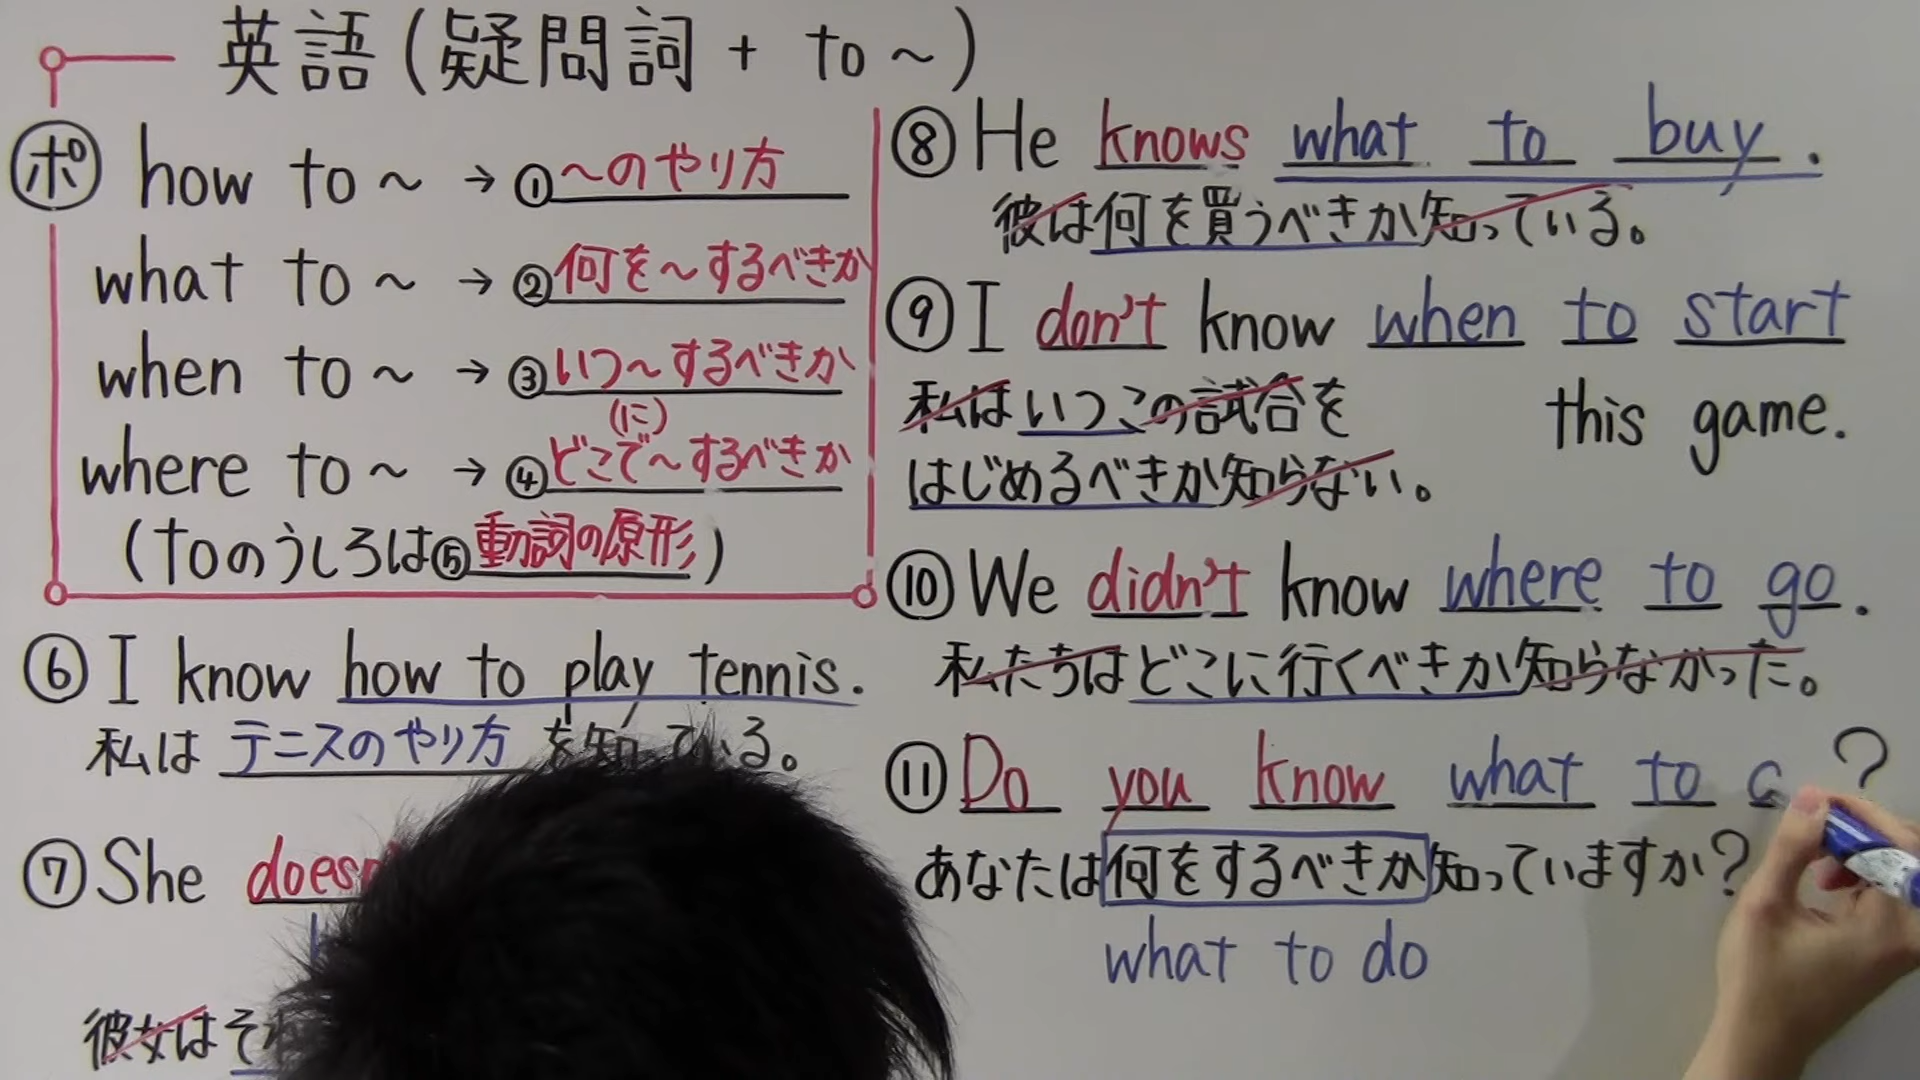 英語(疑問詞 + to ~)
ポ how to ~ → ①~のやり方
what to ~ → ②何を~するべきか
when to ~ → ③いつ~するべきか
(に)
where to ~ → ④どこで~するべきか
(toのうしろは⑤動詞の原形)
⑥ I know how to play tennis.
私は テニスのやり方 を知っている。
⑦ She
彼女は
⑧ He knows what to buy.
彼は何を買うべきか知っている。
⑨ I don't know when to start
私はいつこの試合を this game.
はじめるべきか知らない。
⑩ We didn't know where to go.
私たちはどこに行くべきか知らなかった。
⑪ Do you know what to ?
あなたは何をするべきか知っていますか?
what to do